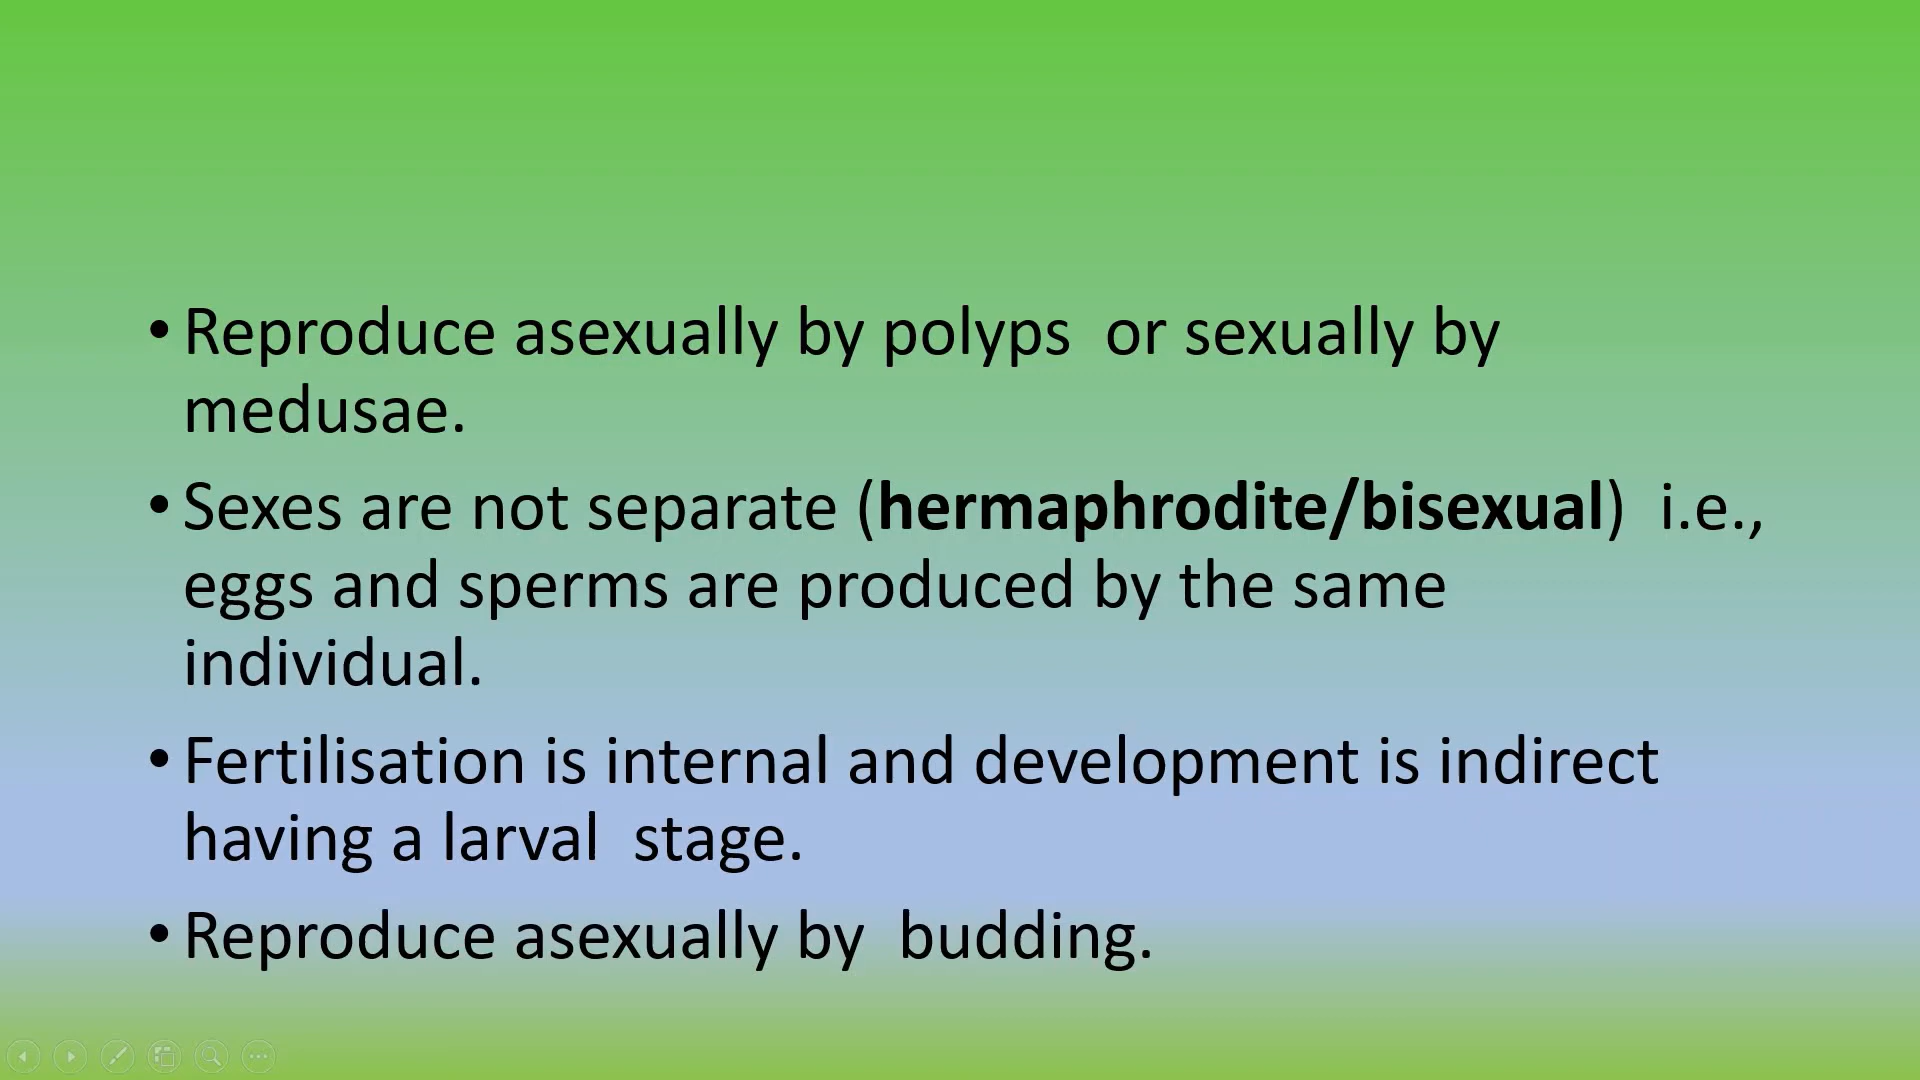 • Reproduce asexually by polyps  or sexually by
medusae.
• Sexes are not separate (hermaphrodite/bisexual)  i.e.,
eggs and sperms are produced by the same
individual.
• Fertilisation is internal and development is indirect
having a larval  stage.
• Reproduce asexually by  budding.